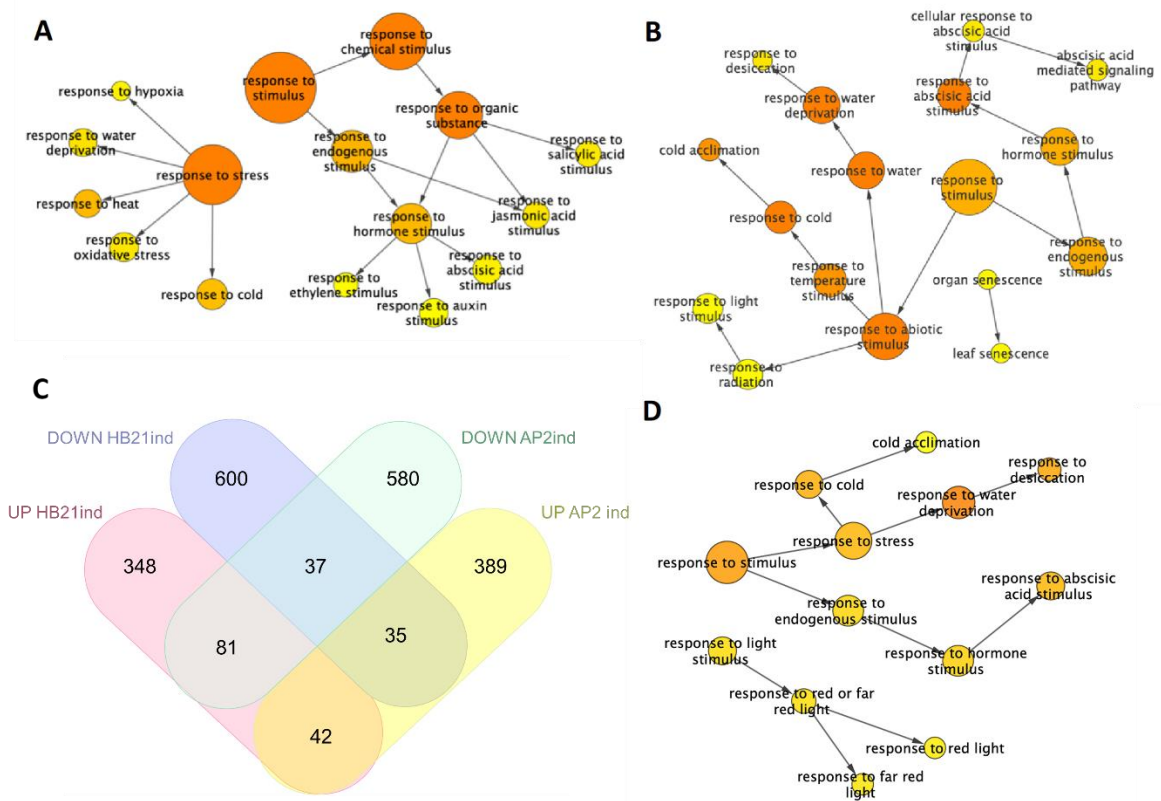 A
response to
chemical stimulus
response to
stimulus
response to hypoxia
response to organic
substance
response to water
deprivation
response to
endogenous
stimulus
response to
salicylic acid
stimulus
response to stress
response to heat
response to
jasmonic acid
stimulus
response to
hormone stimulus
response to
oxidative stress
response to
abscisic acid
stimulus
response to cold
response to
ethylene stimulus
response to auxin
stimulus
B
cellular response to
abscisic acid
stimulus
response to
desiccation
abscisic acid
mediated signaling
pathway
response to water
deprivation
response to
abscisic acid stimulus
cold acclimation
response to
hormone stimulus
response to water
response to
stimulus
response to cold
response to
endogenous
stimulus
response to
temperature
stimulus
organ senescence
response to light
stimulus
response to abiotic
stimulus
leaf senescence
response to
radiation
C
DOWN HB21ind
DOWN AP2ind
600
580
UP HB21ind
UP AP2 ind
348
37
389
81
35
42
D
cold acclimation
response to
desiccation
response to cold
response to water
deprivation
response to stress
response to stimulus
response to abscisic
acid stimulus
response to
endogenous stimulus
response to light
stimulus
response to hormone
stimulus
response to red or far
red light
response to red light
response to far red
light